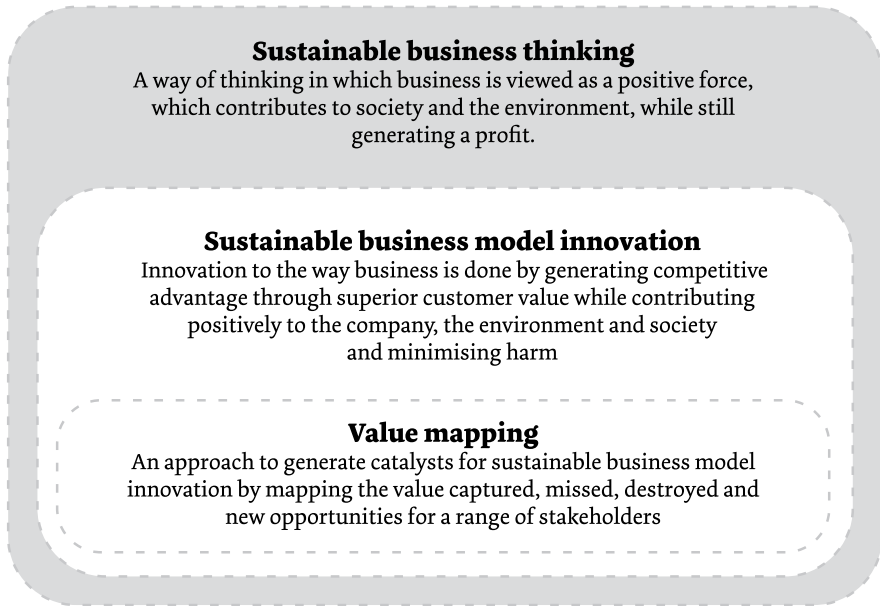 Sustainable business thinking
A way of thinking in which business is viewed as a positive force,
which contributes to society and the environment, while still
generating a profit.
Sustainable business model innovation
Innovation to the way business is done by generating competitive
advantage through superior customer value while contributing
positively to the company, the environment and society
and minimising harm
Value mapping
An approach to generate catalysts for sustainable business model
innovation by mapping the value captured, missed, destroyed and
new opportunities for a range of stakeholders